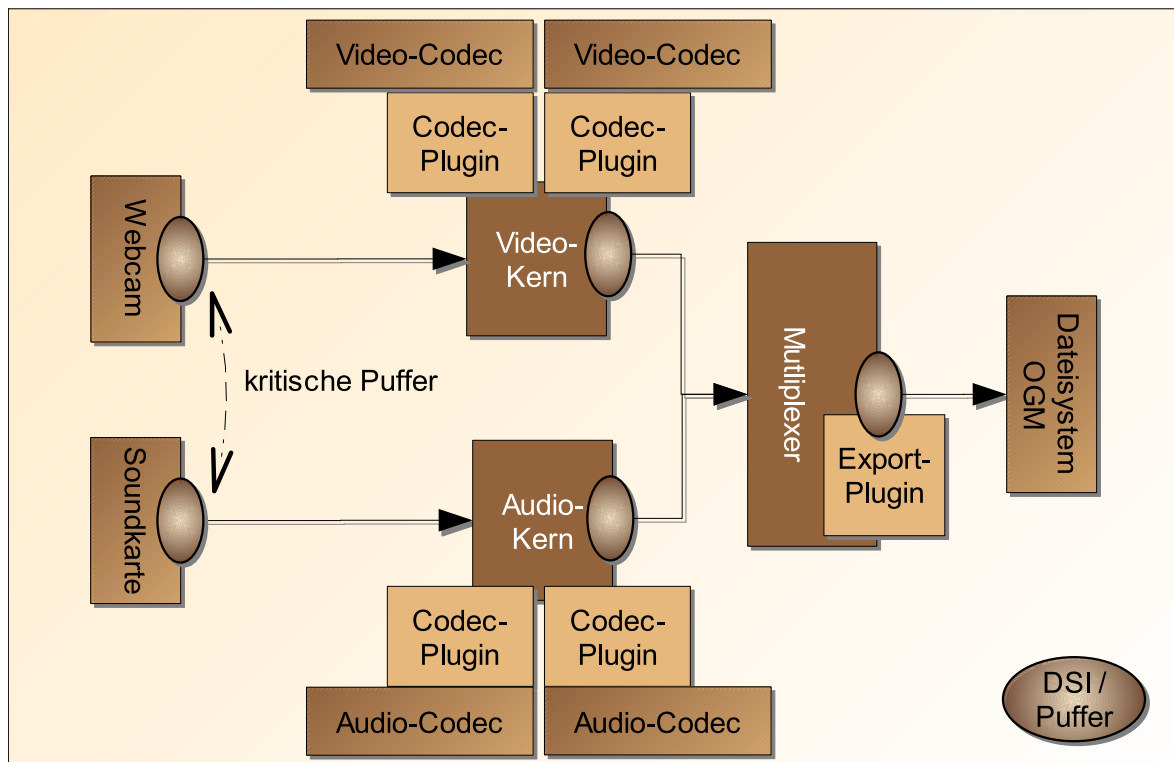 Video-Codec
Video-Codec
Codec-
Plugin
Codec-
Plugin
Webcam
Video-
Kern
kritische Puffer
Mutliplexer
Dateisystem
OGM
Export-
Plugin
Soundkarte
Audio-
Kern
Codec-
Plugin
Codec-
Plugin
Audio-Codec
Audio-Codec
DSI /
Puffer